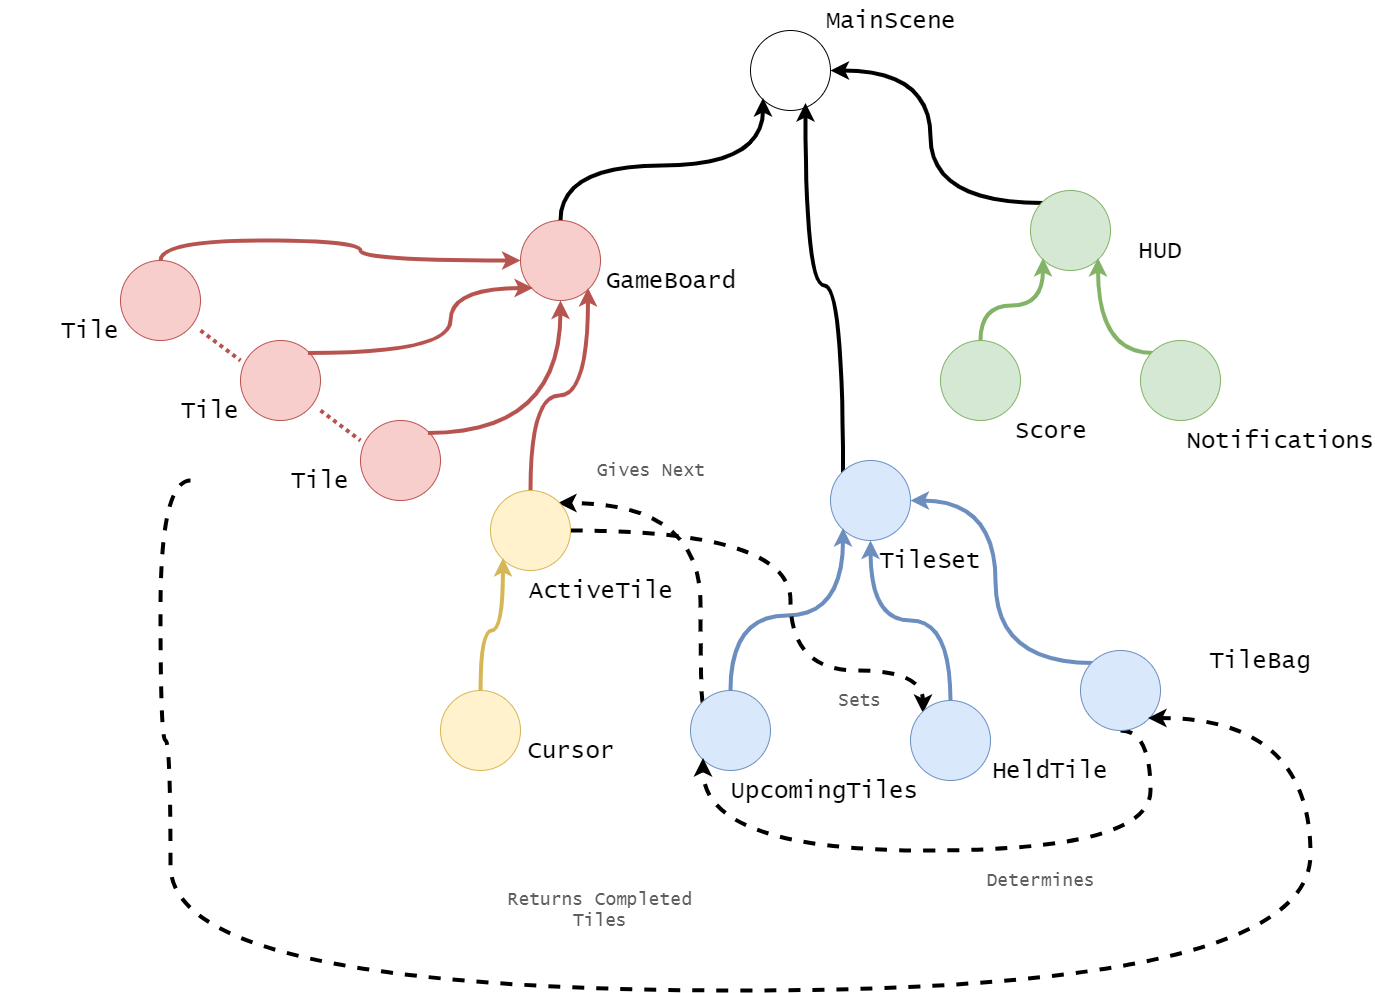 MainScene
HUD
GameBoard
Tile
Tile
Score
Notifications
Tile
Gives Next
TileSet
ActiveTile
TileBag
Sets
Cursor
HeldTile
UpcomingTiles
Determines
Returns Completed
Tiles